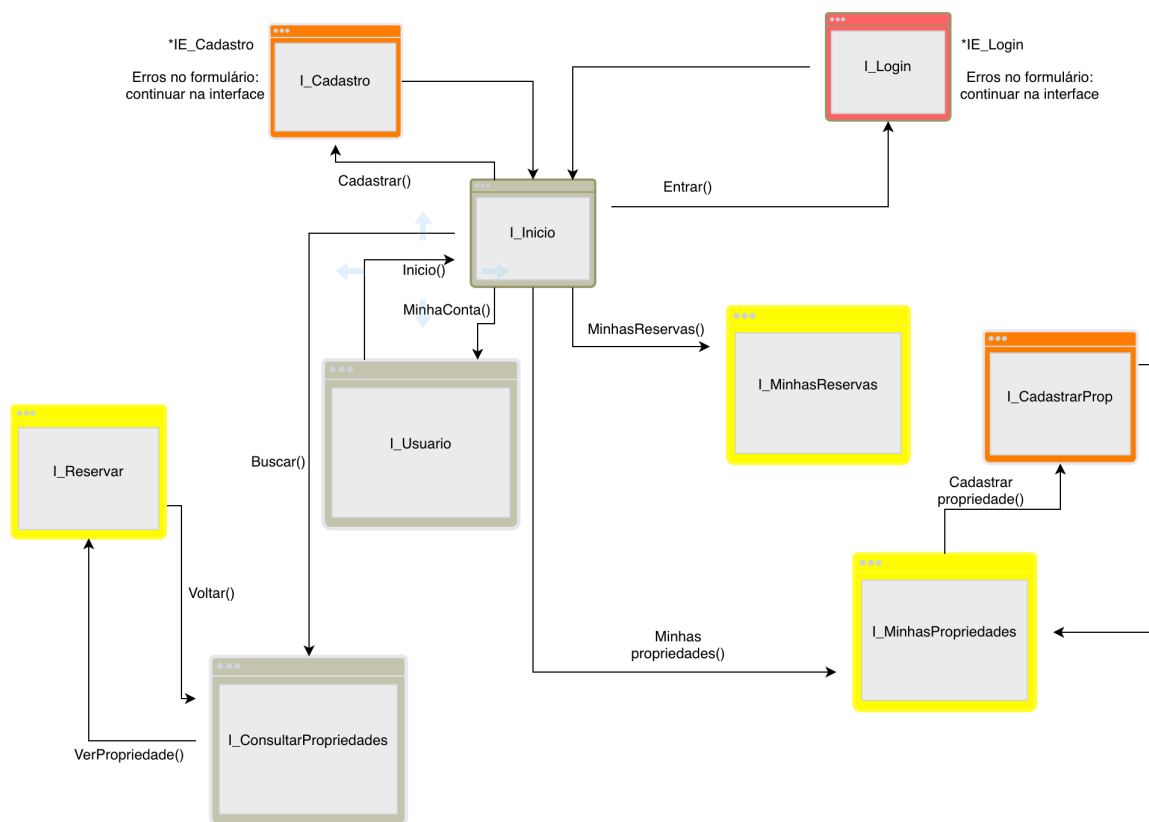 *IE_Cadastro
Erros no formulário:
continuar na interface
I_Cadastro
I_Login
*IE_Login
Erros no formulário:
continuar na interface
Cadastrar()
Entrar()
I_Inicio
Inicio()
MinhaConta()
MinhasReservas()
I_MinhasReservas
I_CadastrarProp
I_Usuario
Buscar()
I_Reservar
Cadastrar
propriedade()
Voltar()
I_MinhasPropriedades
Minhas
propriedades()
I_ConsultarPropriedades
VerPropriedade()